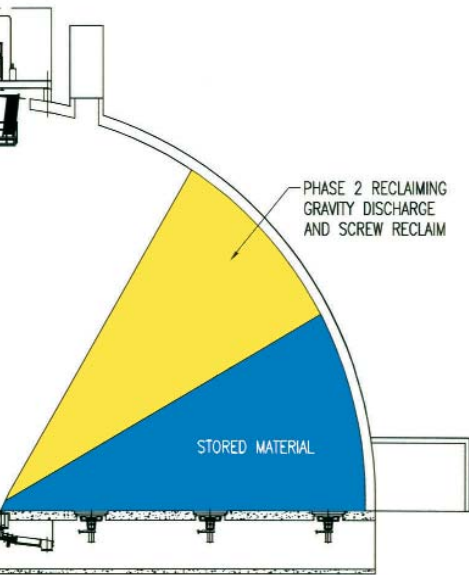 PHASE 2 RECLAIMING
GRAVITY DISCHARGE
AND SCREW RECLAIM
STORED MATERIAL